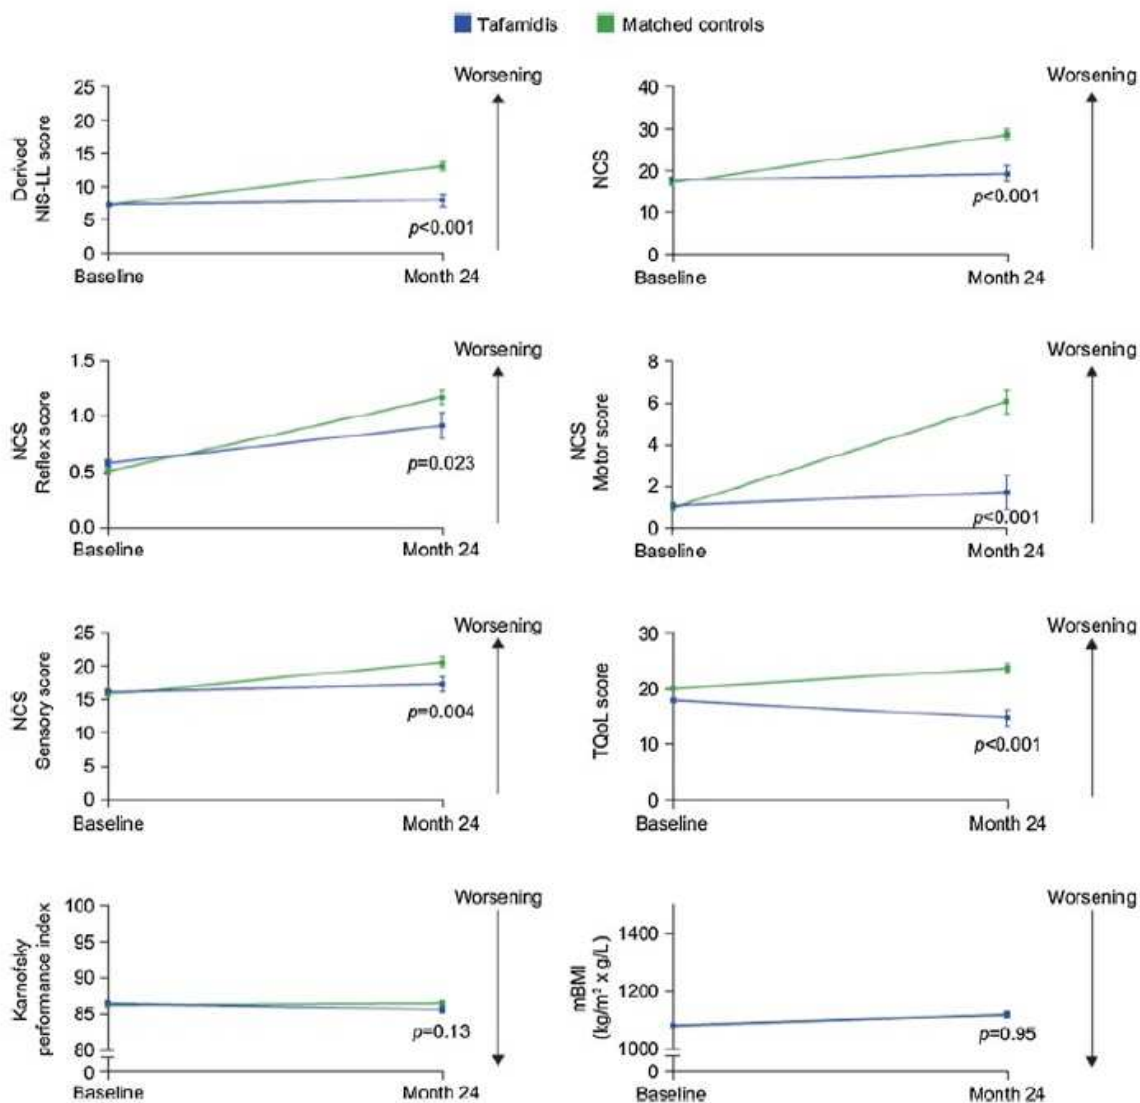 Tafamidis Matched controls
Worsening
25
20
15
10
5
0
Derived
NIS-LL score
p<0.001
Baseline Month 24
Worsening
40
30
20
10
0
NCS
p<0.001
Baseline Month 24
Worsening
1.5
1.0
0.5
0.0
NCS
Reflex score
p=0.023
Baseline Month 24
Worsening
8
6
4
2
0
NCS
Motor score
p<0.001
Baseline Month 24
Worsening
25
20
15
10
5
0
NCS
Sensory score
p=0.004
Baseline Month 24
Worsening
30
20
10
0
TQoL score
p<0.001
Baseline Month 24
Worsening
100
95
90
85
80
0
Karnofsky
performance index
p=0.13
Baseline Month 24
Worsening
1400
1200
1000
0
mBMI
(kg/m² x g/L)
p=0.95
Baseline Month 24